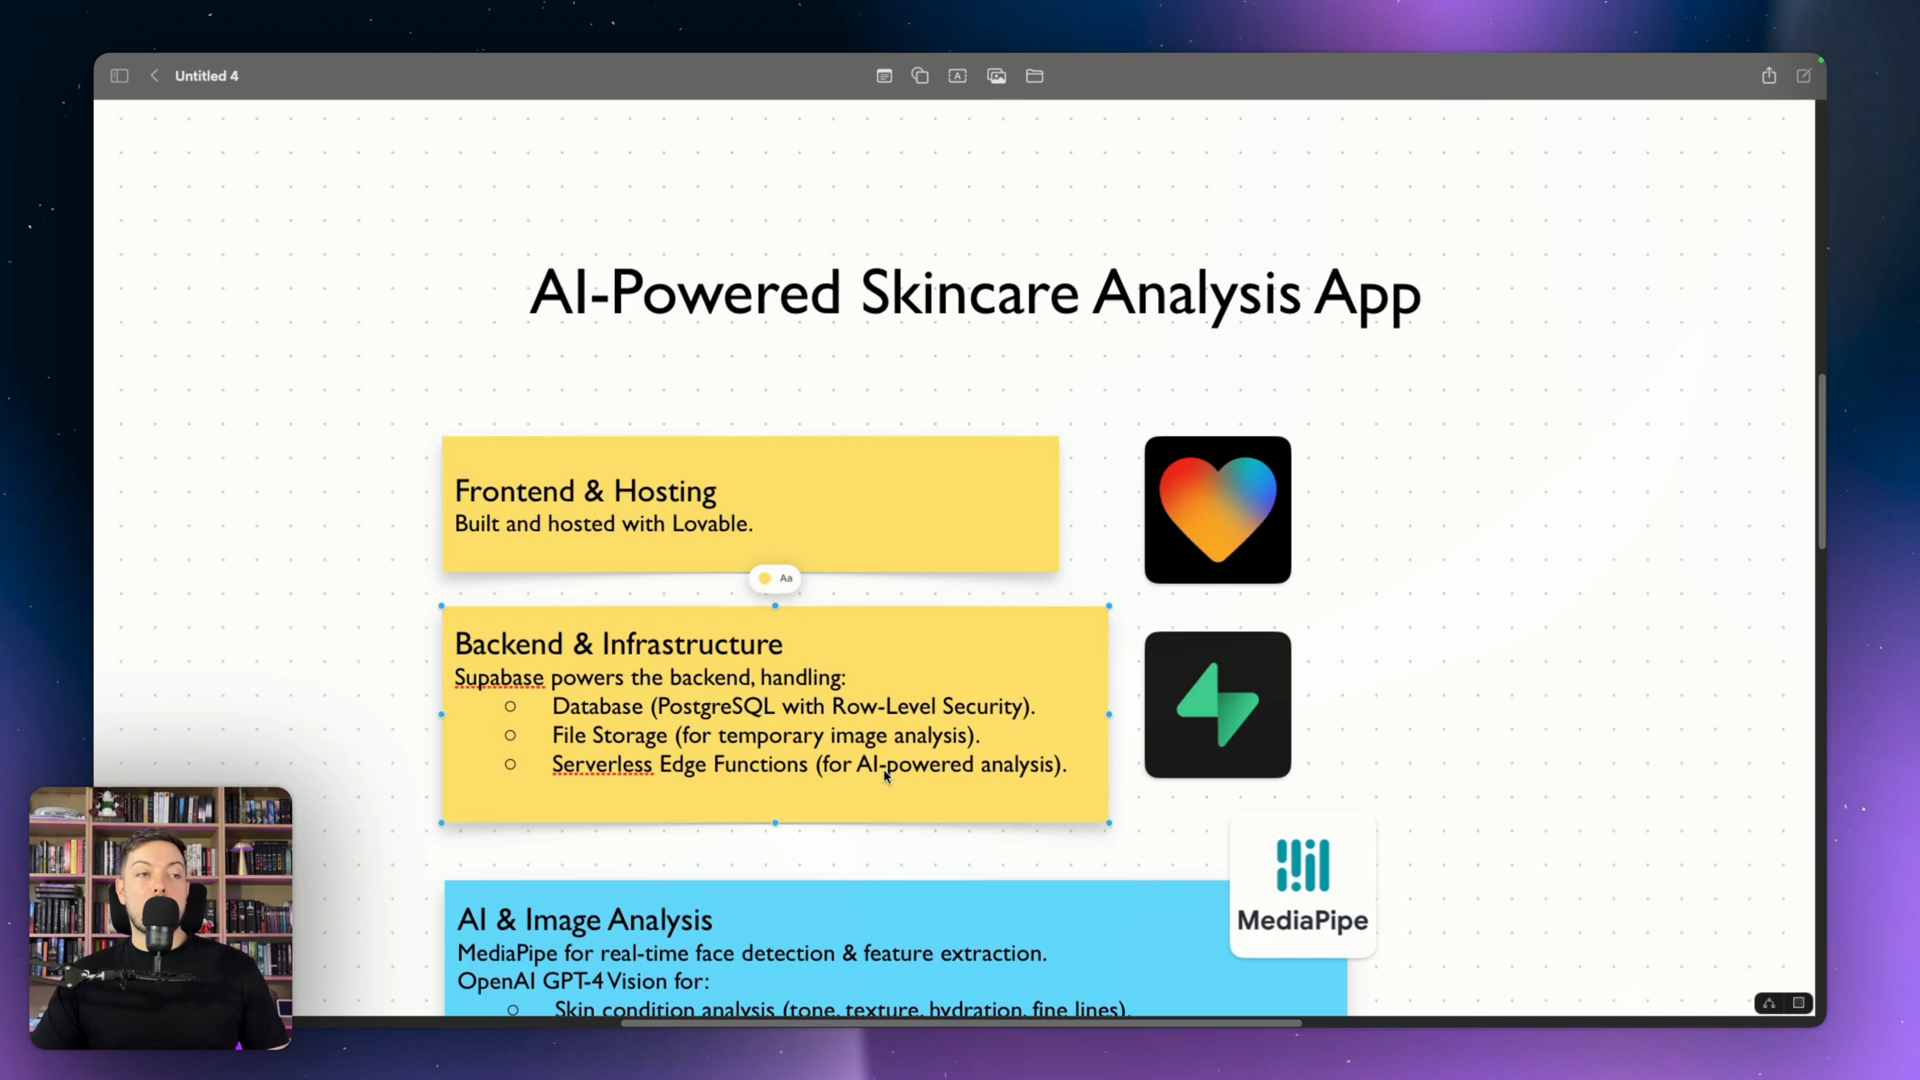 Untitled 4
AI-Powered Skincare Analysis App
Frontend & Hosting
Built and hosted with Lovable.
Aa
Backend & Infrastructure
Supabase powers the backend, handling:
○ Database (PostgreSQL with Row-Level Security).
○ File Storage (for temporary image analysis).
○ Serverless Edge Functions (for AI-powered analysis).
MediaPipe
AI & Image Analysis
MediaPipe for real-time face detection & feature extraction.
OpenAI GPT-4 Vision for:
○ Skin condition analysis (tone, texture, hydration, fine lines).